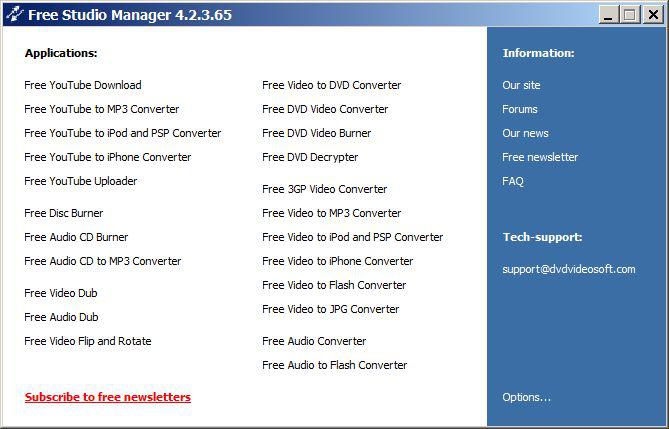 Free Studio Manager 4.2.3.65
Applications:
Free YouTube Download
Free YouTube to MP3 Converter
Free YouTube to iPod and PSP Converter
Free YouTube to iPhone Converter
Free YouTube Uploader
Free Disc Burner
Free Audio CD Burner
Free Audio CD to MP3 Converter
Free Video Dub
Free Audio Dub
Free Video Flip and Rotate
Subscribe to free newsletters
Free Video to DVD Converter
Free DVD Video Converter
Free DVD Video Burner
Free DVD Decrypter
Free 3GP Video Converter
Free Video to MP3 Converter
Free Video to iPod and PSP Converter
Free Video to iPhone Converter
Free Video to Flash Converter
Free Video to JPG Converter
Free Audio Converter
Free Audio to Flash Converter
Information:
Our site
Forums
Our news
Free newsletter
FAQ
Tech-support:
support@dvdvideosoft.com
Options...